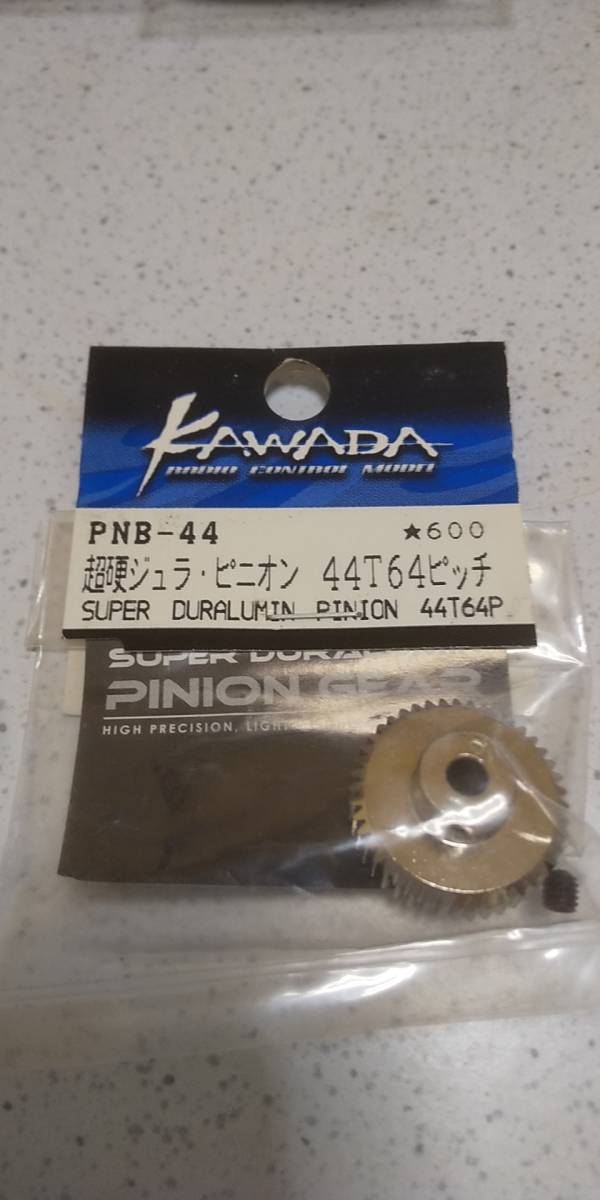 KAWADA
RADIO CONTROL MODEL
PNB-44 ★600
超硬ジュラ・ピニオン 44T64ピッチ
SUPER DURALUMIN PINION 44T64P
SUPER
PINION GEAR
HIGH PRECISION,